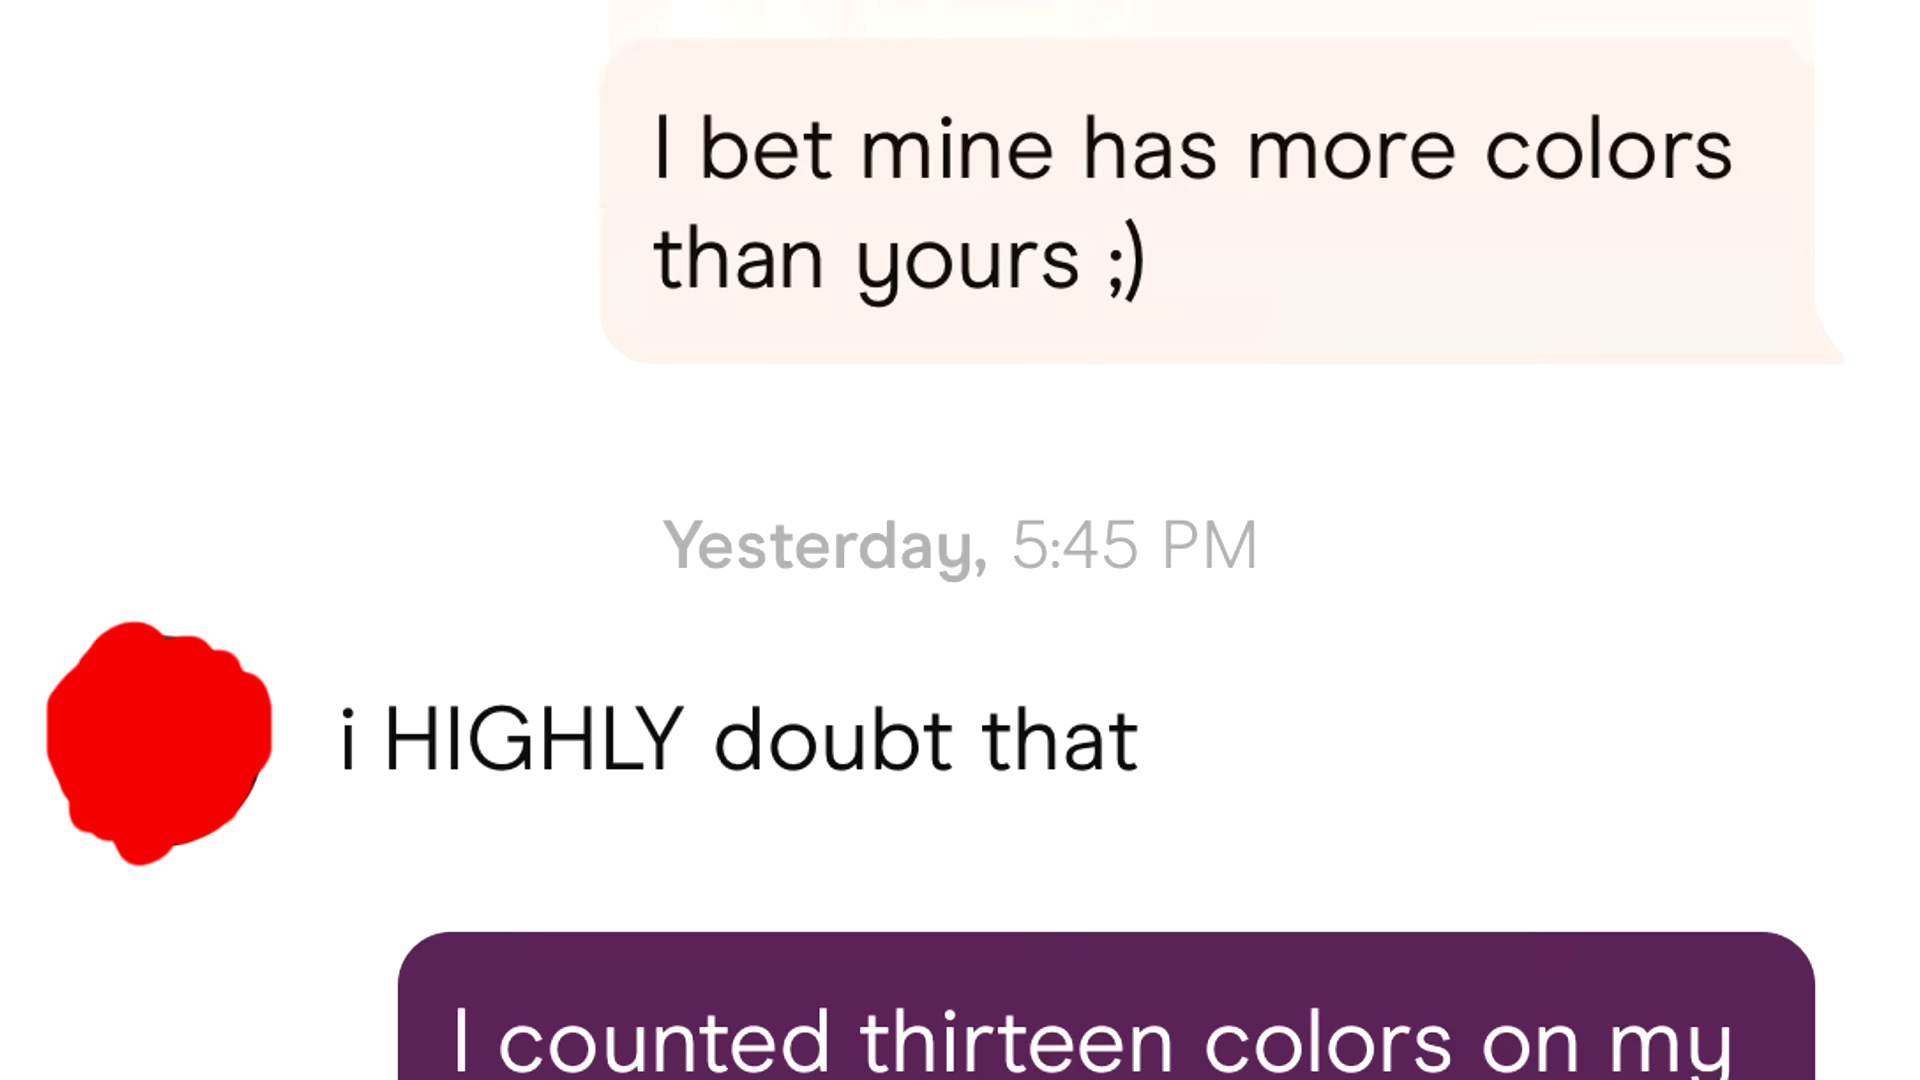 I bet mine has more colors
than yours ;)
Yesterday, 5:45 PM
i HIGHLY doubt that
I counted thirteen colors on my